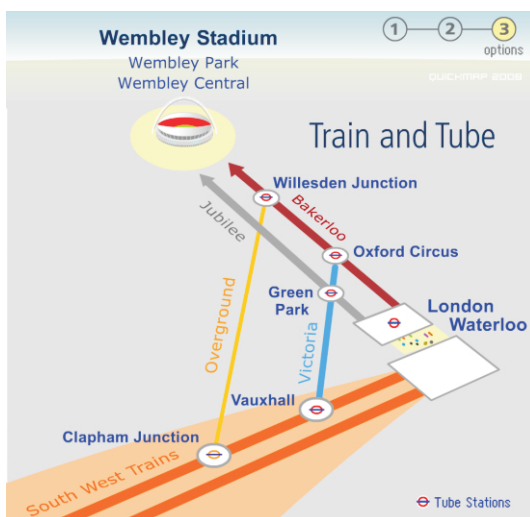 Wembley Stadium
Wembley Park
Wembley Central
1
2
3
options
QUICKMAP 2009
Train and Tube
Willesden Junction
Bakerloo
Jubilee
Oxford Circus
Green
Park
London
Waterloo
Overground
Victoria
Vauxhall
Clapham Junction
South West Trains
Tube Stations